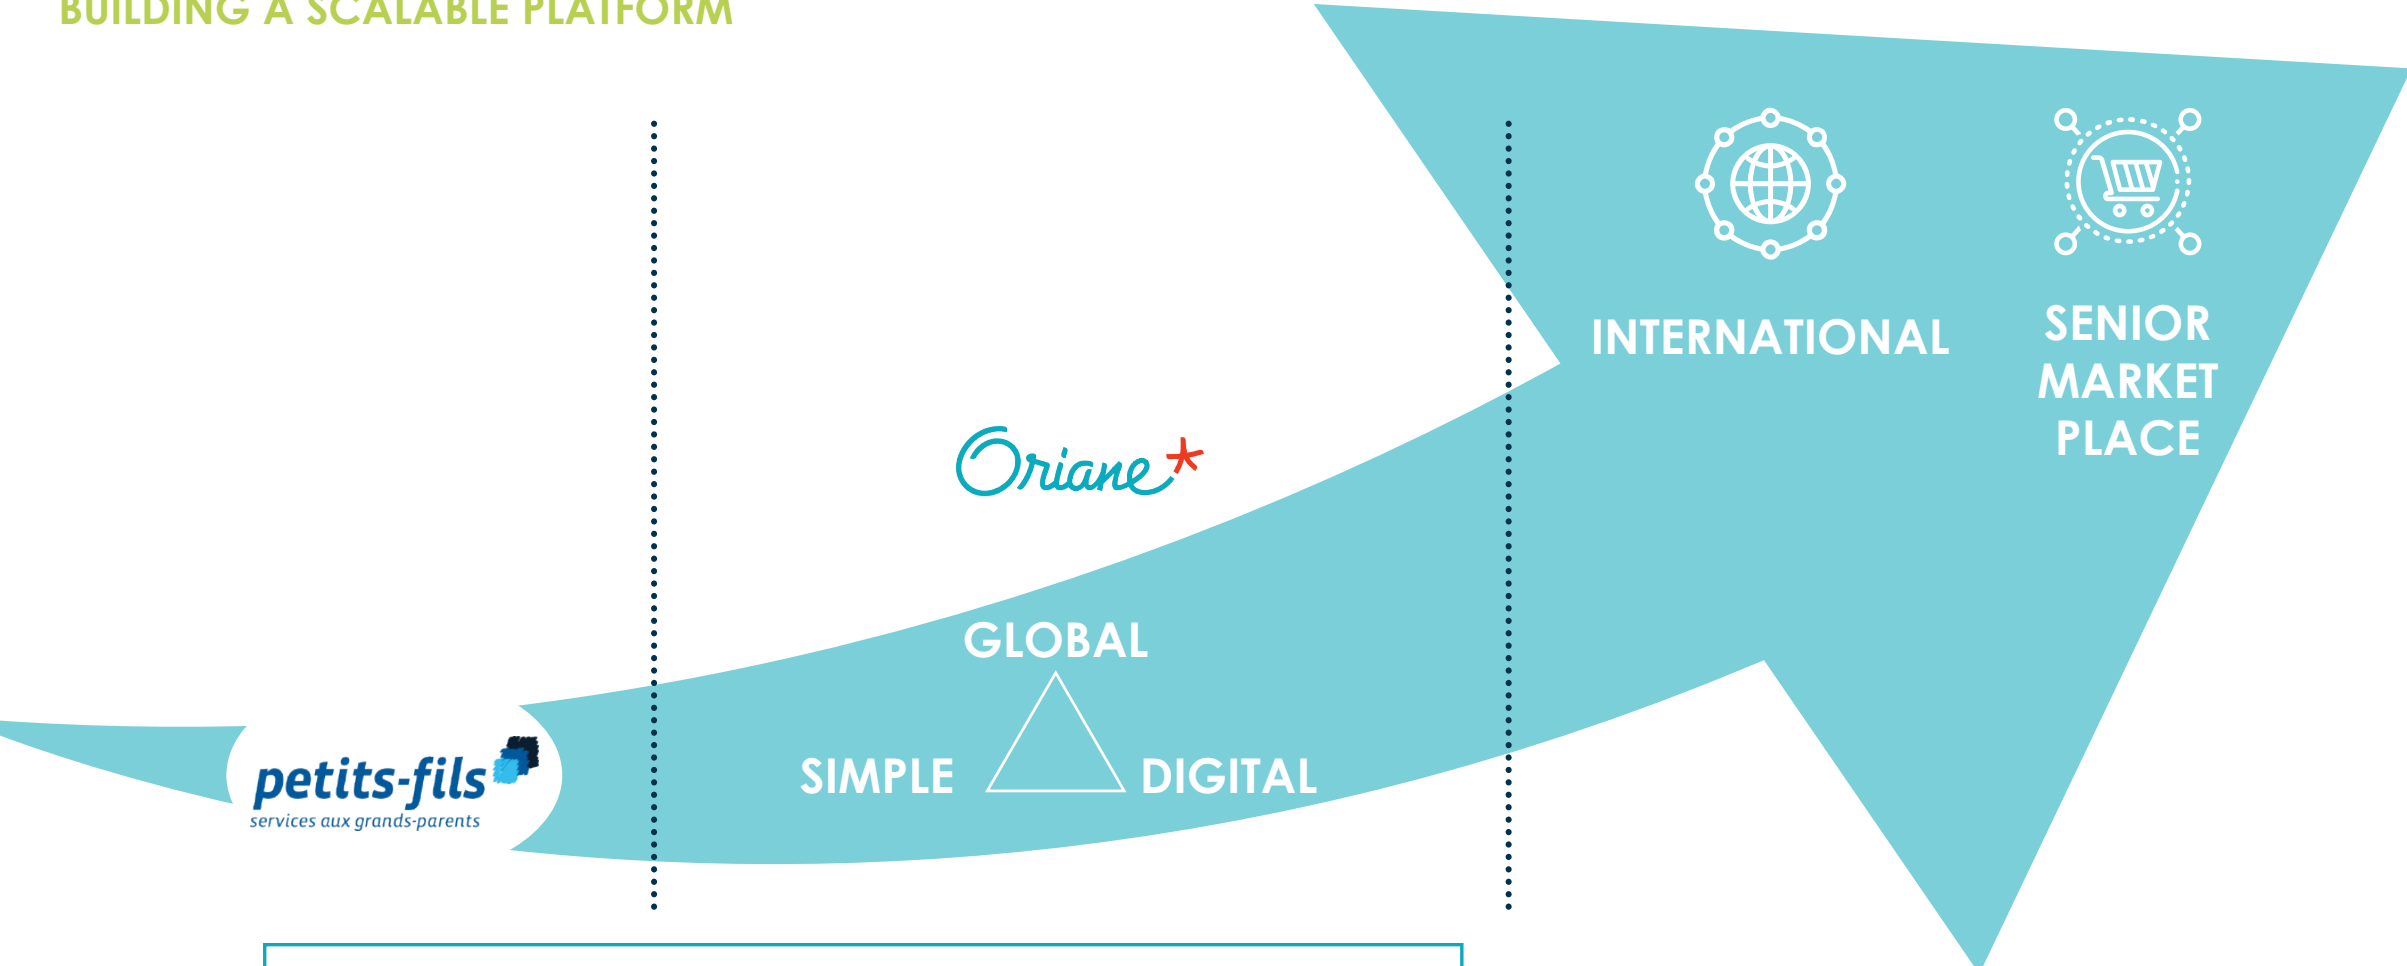 BUILDING A SCALABLE PLATFORM
INTERNATIONAL
SENIOR
MARKET
PLACE
Oriane*
GLOBAL
SIMPLE
DIGITAL
petits-fils
services aux grands-parents